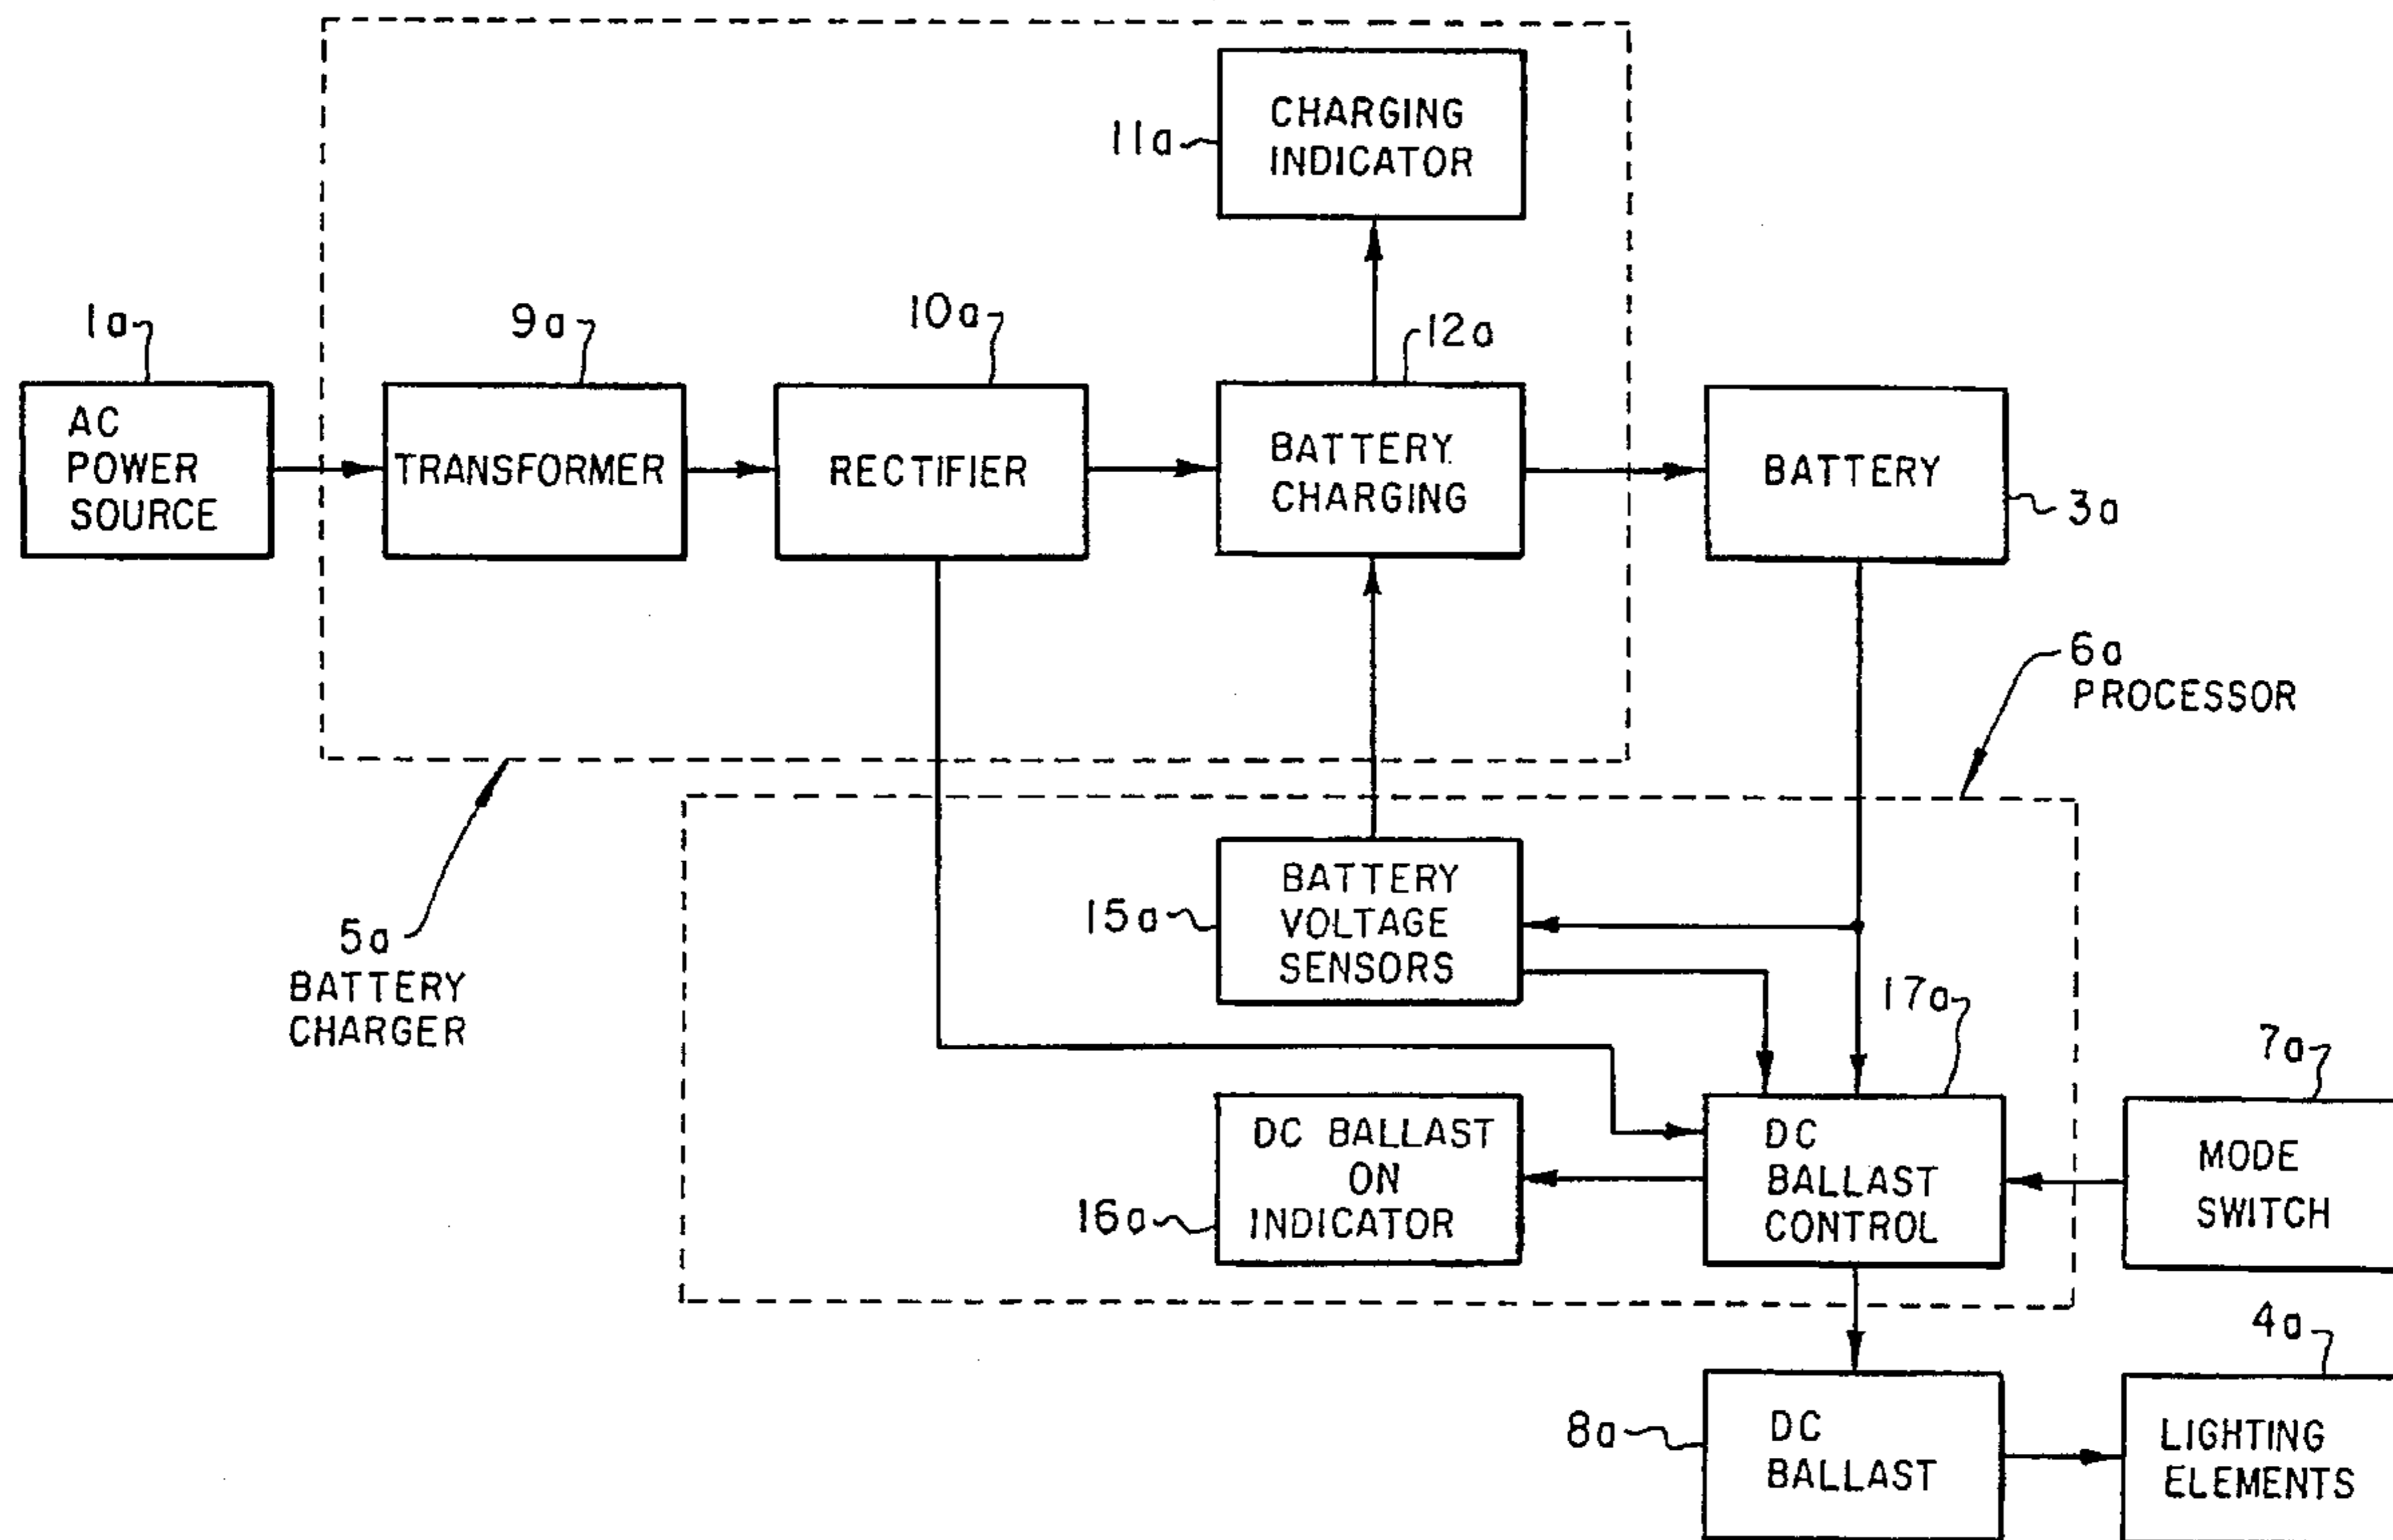 CHARGING
INDICATOR
11a
1a
9a
10a
12a
AC
POWER
SOURCE
TRANSFORMER
RECTIFIER
BATTERY
CHARGING
BATTERY
3a
6a
PROCESSOR
5a
BATTERY
CHARGER
15a
BATTERY
VOLTAGE
SENSORS
17a
7a
16a
DC BALLAST
ON
INDICATOR
DC
BALLAST
CONTROL
MODE
SWITCH
4a
8a
DC
BALLAST
LIGHTING
ELEMENTS